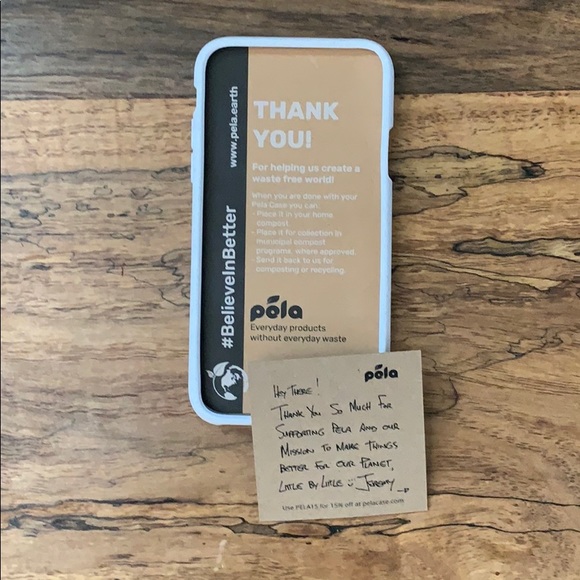 www.pela.earth
#BelieveInBetter
THANK
YOU!
For helping us create a
waste free world!
When you are done with your
Pela Case you can:
- Place it in your home
compost.
- Place it for collection in
municipal compost
programs, where approved.
- Send it back to us for
composting or recycling.
pela
Everyday products
without everyday waste
pela
Hey There!
Thank You So Much For
Supporting Pela And Our
Mission To Make Things
Better For Our Planet,
Little By Little Jeremy
Use PELA15 for 15% off at pelacase.com